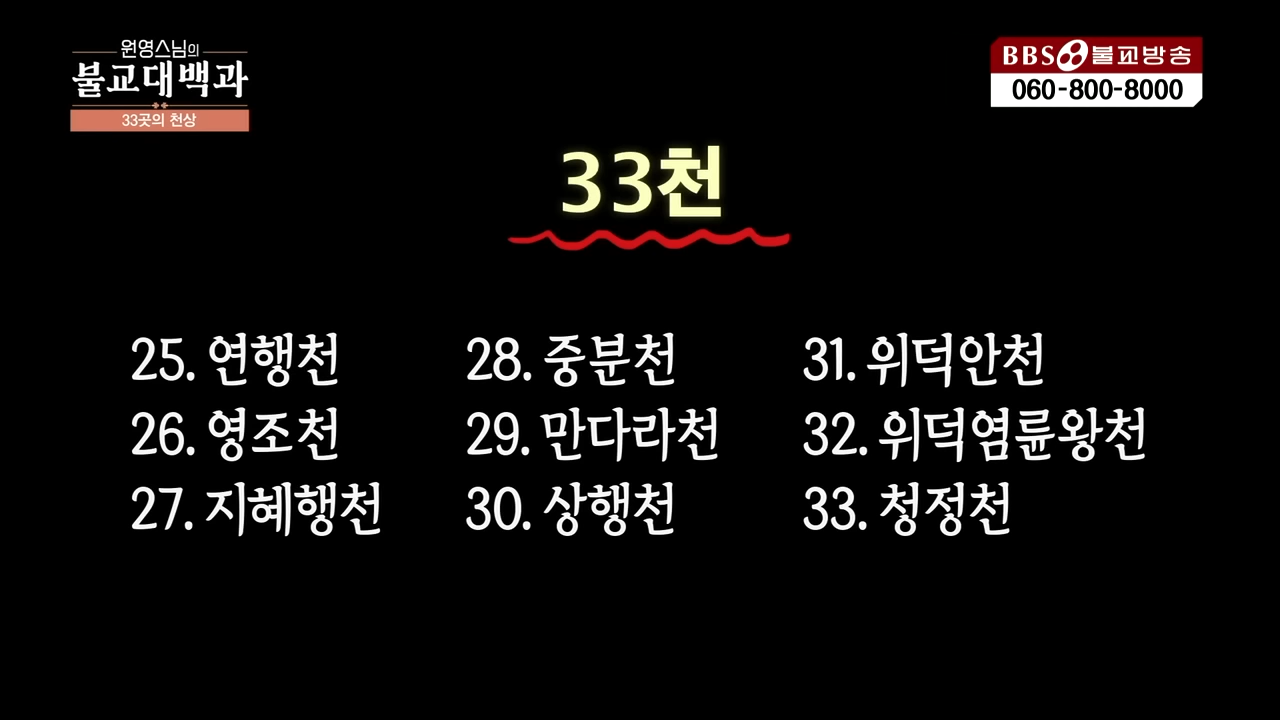 원영스님의
불교대백과
33곳의 천상
BBS 불교방송
060-800-8000
33천
25. 연행천
26. 영조천
27. 지혜행천
28. 중분천
29. 만다라천
30. 상행천
31. 위덕안천
32. 위덕염륜왕천
33. 청정천